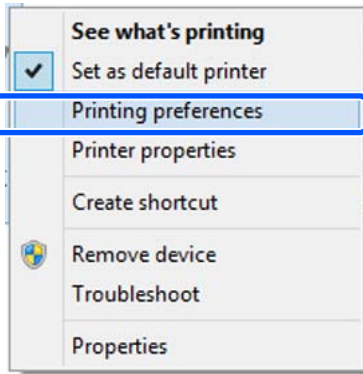 See what's printing
Set as default printer
Printing preferences
Printer properties
Create shortcut
Remove device
Troubleshoot
Properties